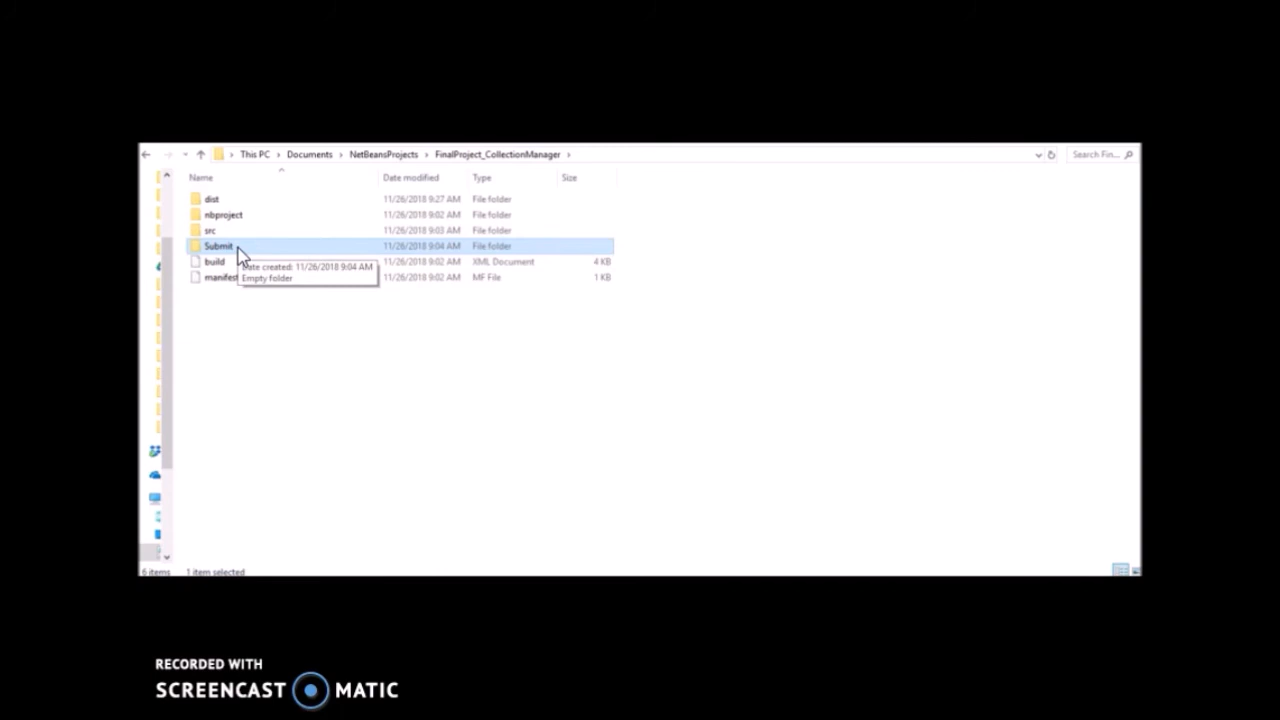 This PC > Documents > NetBeansProjects > FinalProject_CollectionManager >
Search Fin...
Name Date modified Type Size
dist 11/26/2018 9:27 AM File folder
nbproject 11/26/2018 9:02 AM File folder
src 11/26/2018 9:03 AM File folder
Submit 11/26/2018 9:04 AM File folder
build 11/26/2018 9:02 AM XML Document 4 KB
Date created: 11/26/2018 9:04 AM
manifest 11/26/2018 9:02 AM MF File 1 KB
Empty folder
6 items 1 item selected
RECORDED WITH
SCREENCAST MATIC